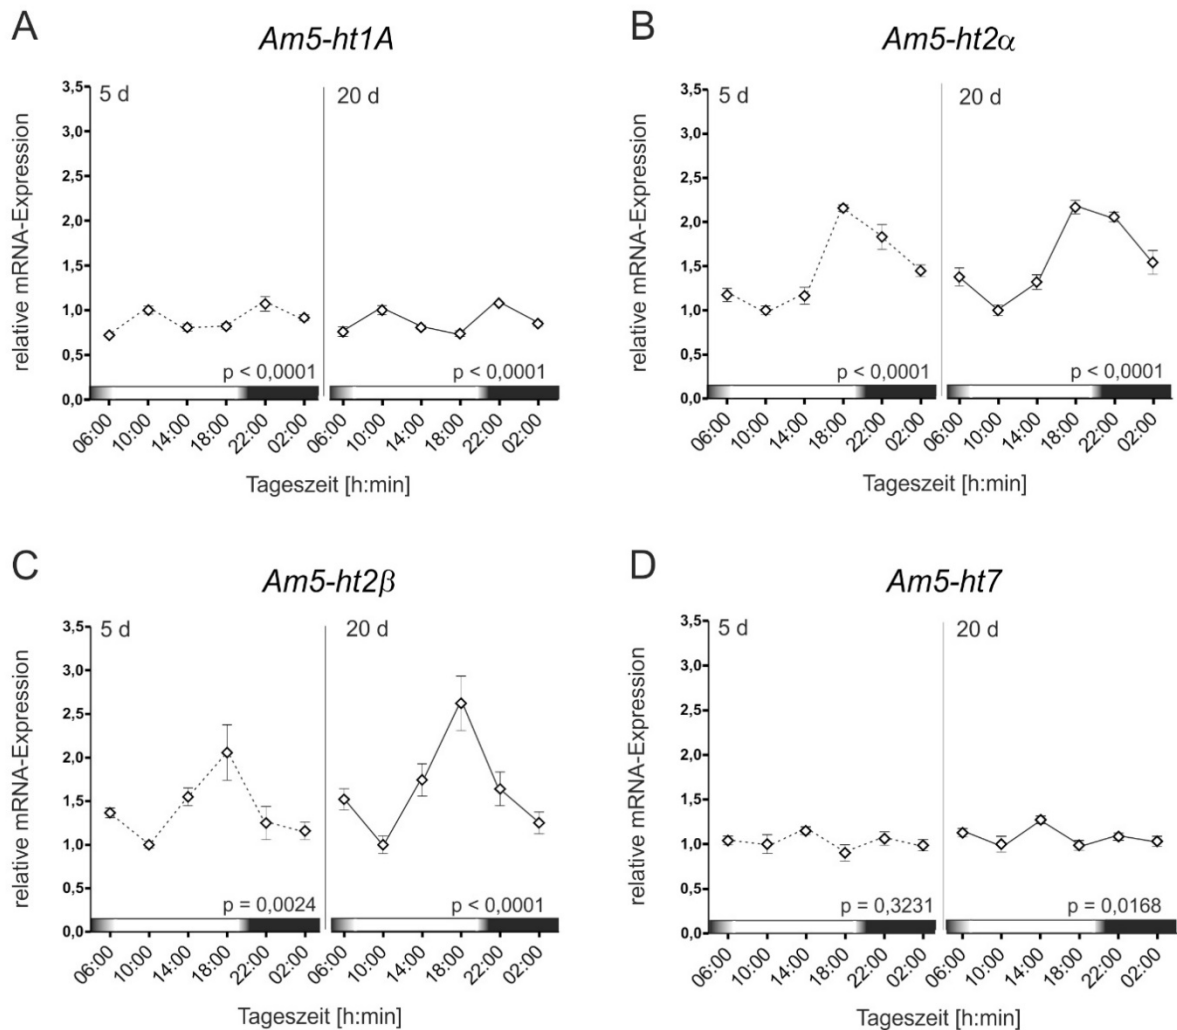 A
Am5-ht1A
relative mRNA-Expression
3,5
3,0
2,5
2,0
1,5
1,0
0,5
0,0
5 d
20 d
p < 0,0001
p < 0,0001
06:00 10:00 14:00 18:00 22:00 02:00 06:00 10:00 14:00 18:00 22:00 02:00
Tageszeit [h:min]
B
Am5-ht2α
relative mRNA-Expression
3,5
3,0
2,5
2,0
1,5
1,0
0,5
0,0
5 d
20 d
p < 0,0001
p < 0,0001
06:00 10:00 14:00 18:00 22:00 02:00 06:00 10:00 14:00 18:00 22:00 02:00
Tageszeit [h:min]
C
Am5-ht2β
relative mRNA-Expression
3,5
3,0
2,5
2,0
1,5
1,0
0,5
0,0
5 d
20 d
p = 0,0024
p < 0,0001
06:00 10:00 14:00 18:00 22:00 02:00 06:00 10:00 14:00 18:00 22:00 02:00
Tageszeit [h:min]
D
Am5-ht7
relative mRNA-Expression
3,5
3,0
2,5
2,0
1,5
1,0
0,5
0,0
5 d
20 d
p = 0,3231
p = 0,0168
06:00 10:00 14:00 18:00 22:00 02:00 06:00 10:00 14:00 18:00 22:00 02:00
Tageszeit [h:min]